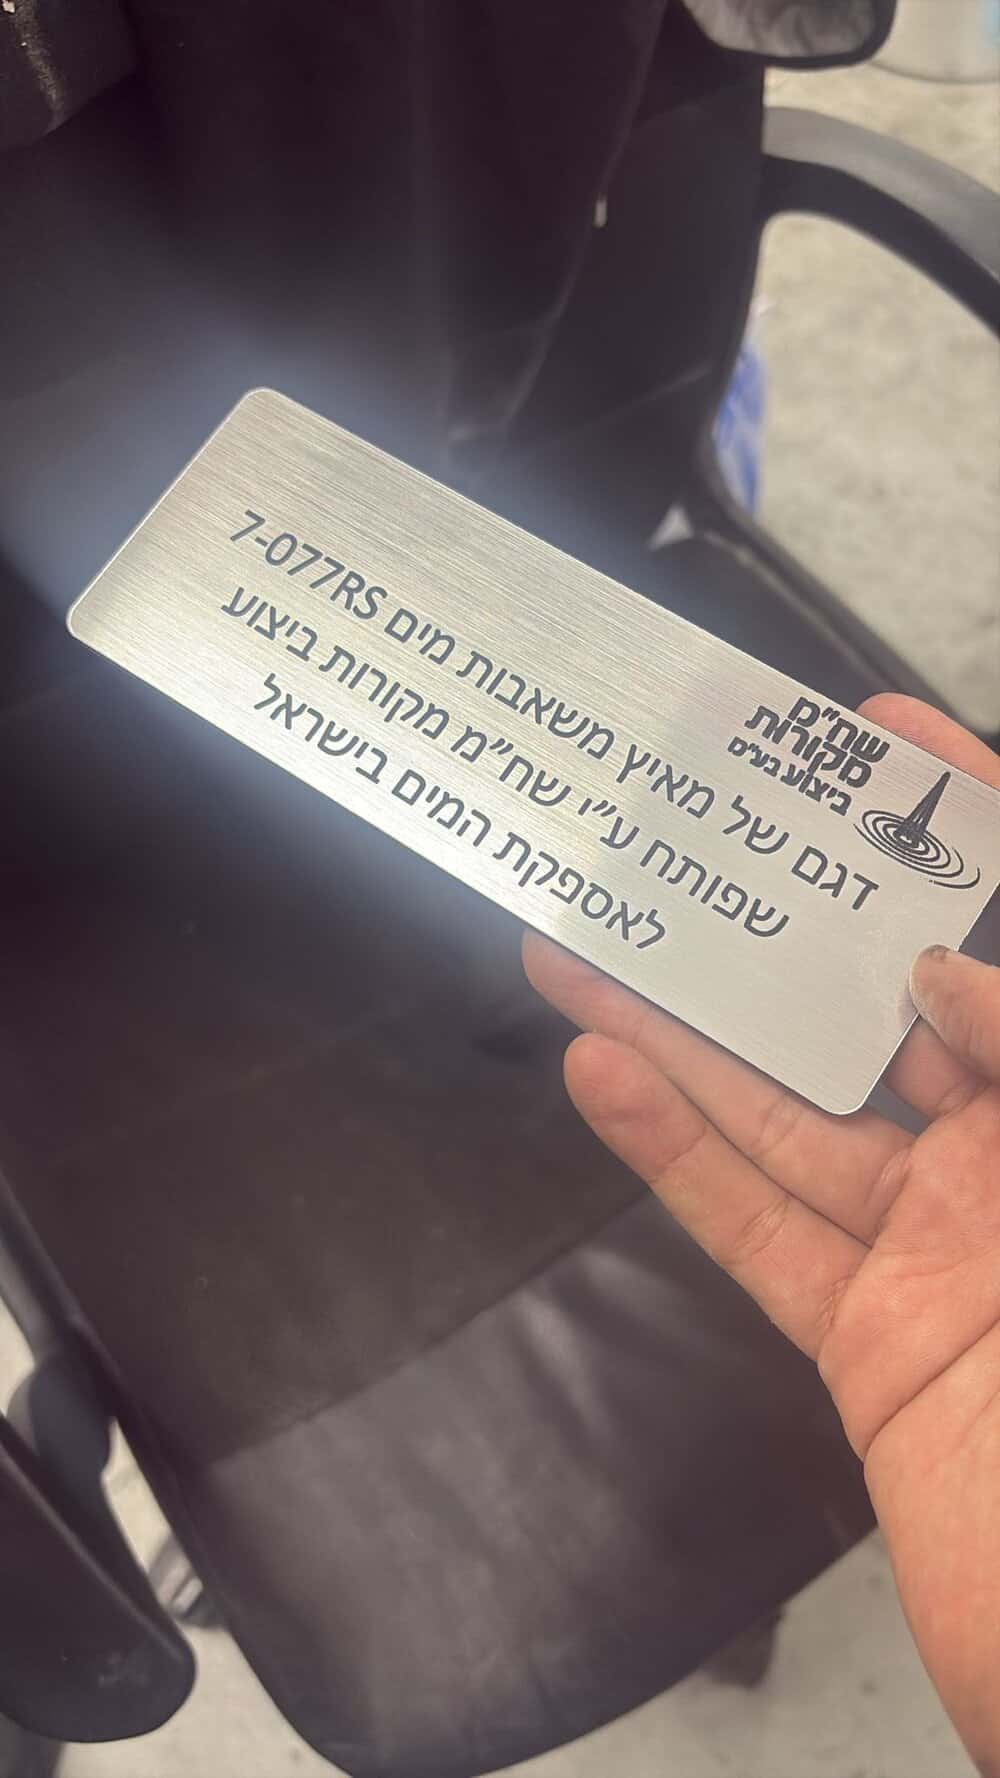 שח״מ
מקורות
ביצוע בע״מ
דגם של מאיץ משאבות מים 7-077RS
שפותח ע״י שח״מ מקורות ביצוע
לאספקת המים בישראל